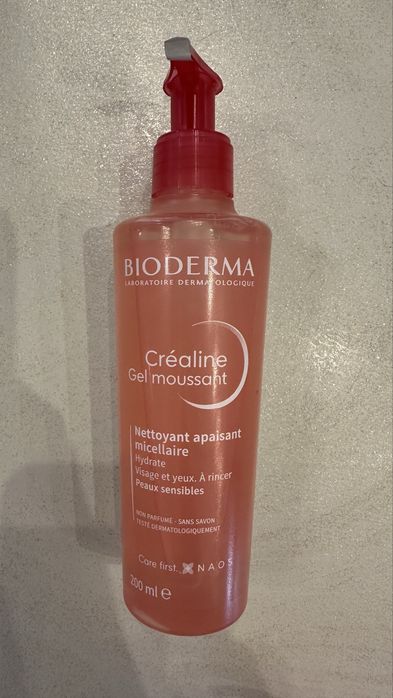 BIODERMA
LABORATOIRE DERMATOLOGIQUE
Créaline
Gel moussant
Nettoyant apaisant
micellaire
Hydrate
Visage et yeux. À rincer
Peaux sensibles
NON PARFUMÉ - SANS SAVON
TESTÉ DERMATOLOGIQUEMENT
Care first. NAOS
200 ml ℮